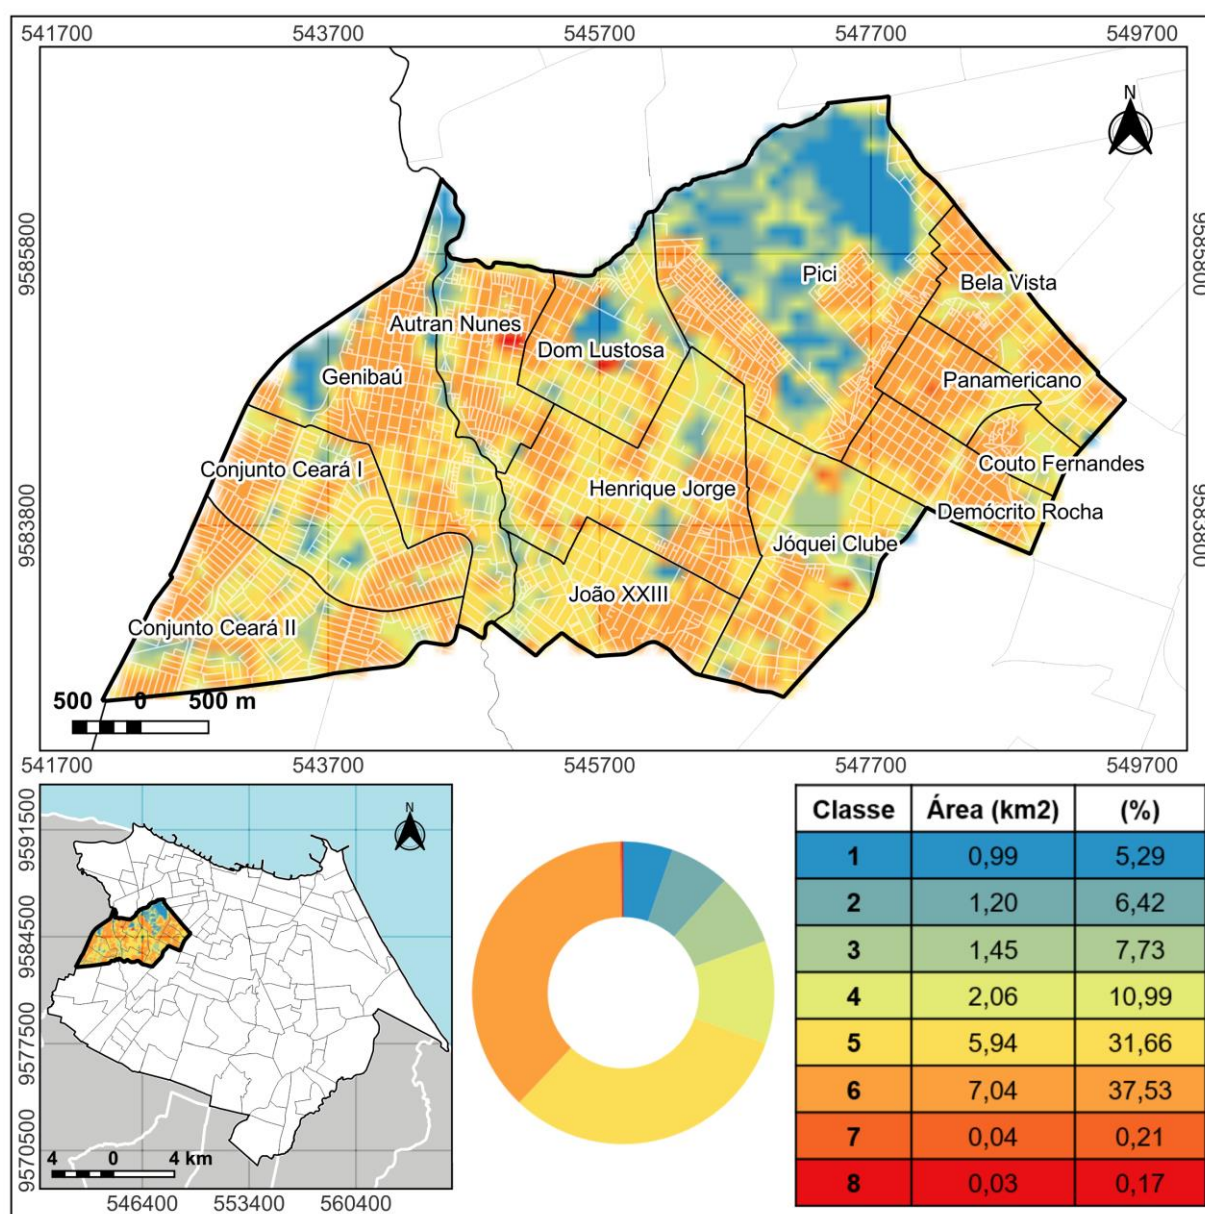 541700 543700 545700 547700 549700
N
9585800 9585800
Pici
Bela Vista
Autran Nunes
Dom Lustosa
Genibaú
Panamericano
Conjunto Ceará I
Couto Fernandes
Henrique Jorge
Demócrito Rocha
9583800 9583800
Jóquei Clube
João XXIII
Conjunto Ceará II
500 0 500 m
541700 543700 545700 547700 549700
9591500
N
9584500
9577500
9570500
4 0 4 km
546400 553400 560400
Classe Área (km2) (%)
1 0,99 5,29
2 1,20 6,42
3 1,45 7,73
4 2,06 10,99
5 5,94 31,66
6 7,04 37,53
7 0,04 0,21
8 0,03 0,17